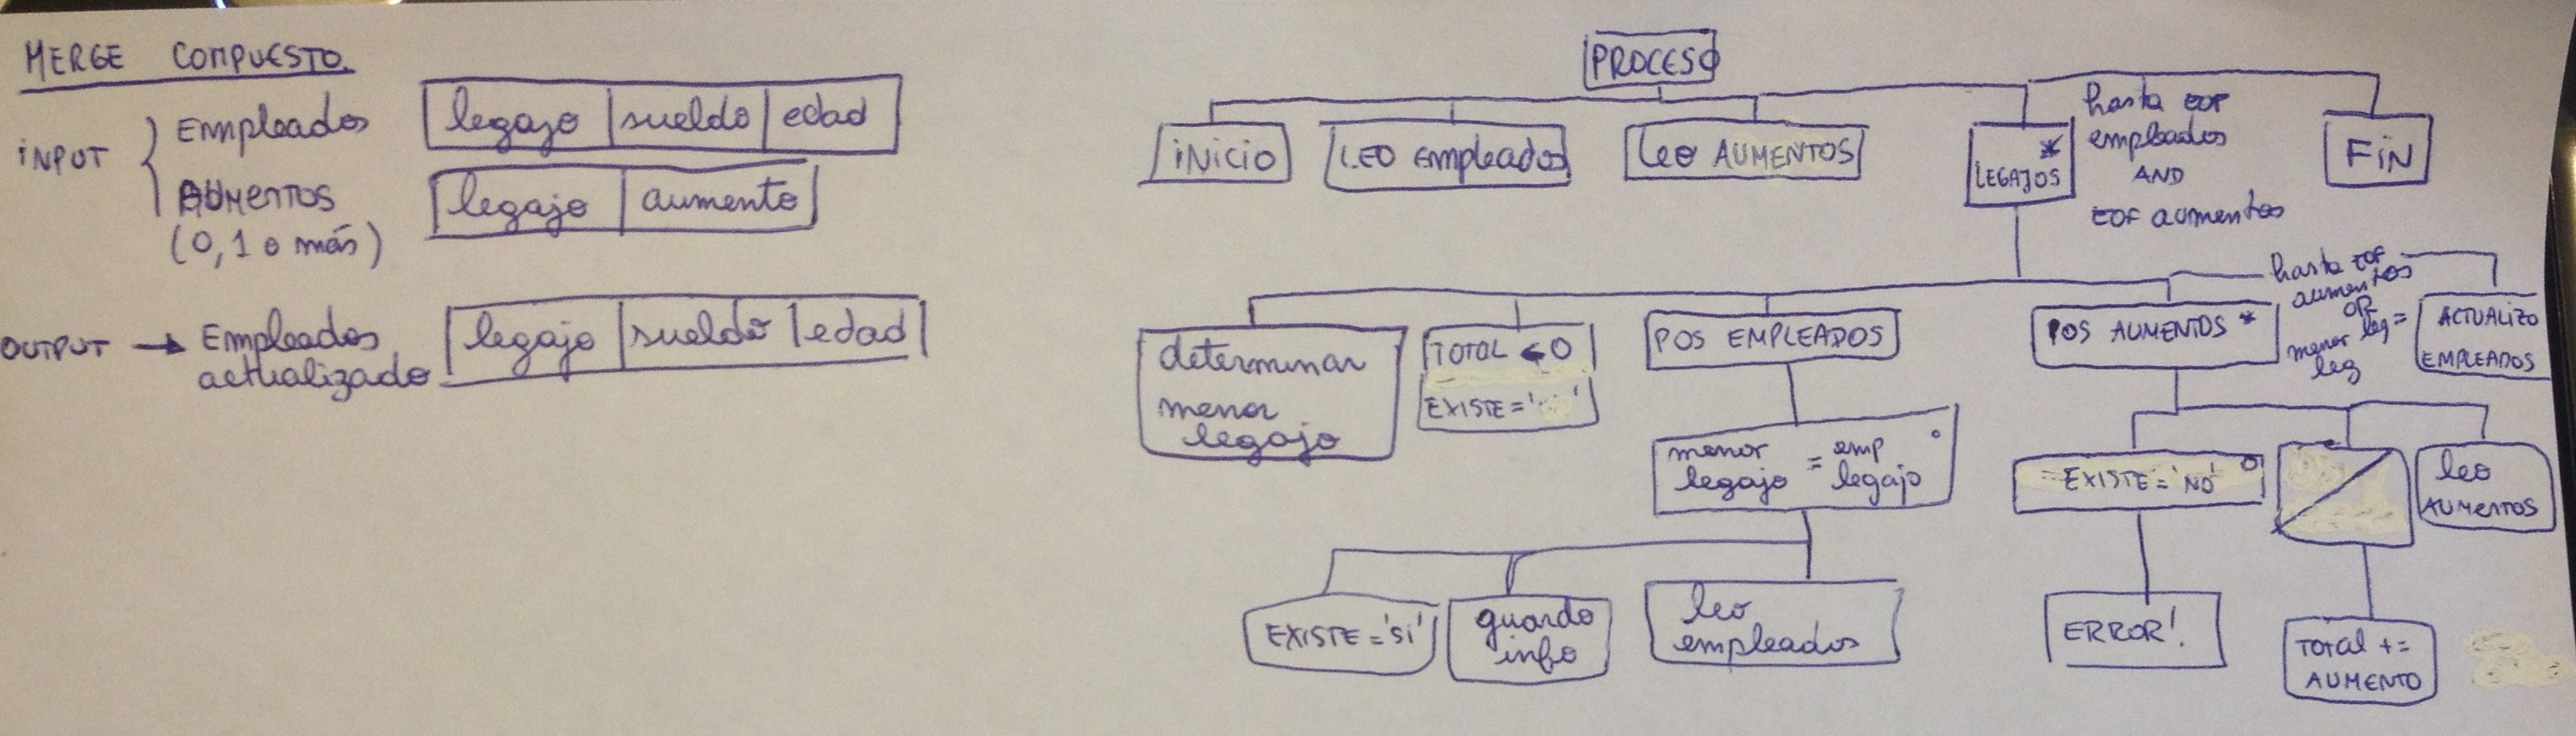 MERGE COMPUESTO
INPUT
Empleados
legajo sueldo edad
AUMENTOS
(0, 1 o más)
legajo aumento
OUTPUT → Empleados
actualizado
legajo sueldo edad
PROCESO
INICIO
LEO Empleados
leo AUMENTOS
*
LEGAJOS
hasta EOF
empleados
AND
EOF aumentos
FIN
determinar
menor
legajo
TOTAL ← 0
EXISTE = ' '
POS EMPLEADOS
POS AUMENTOS *
hasta EOF
aumentos
OR
menor leg =
leg
ACTUALIZO
EMPLEADOS
menor legajo = emp legajo °
EXISTE = 'SI'
guardo
info
leo
empleados
EXISTE = 'NO' °
leo
AUMENTOS
ERROR!
TOTAL +=
AUMENTO